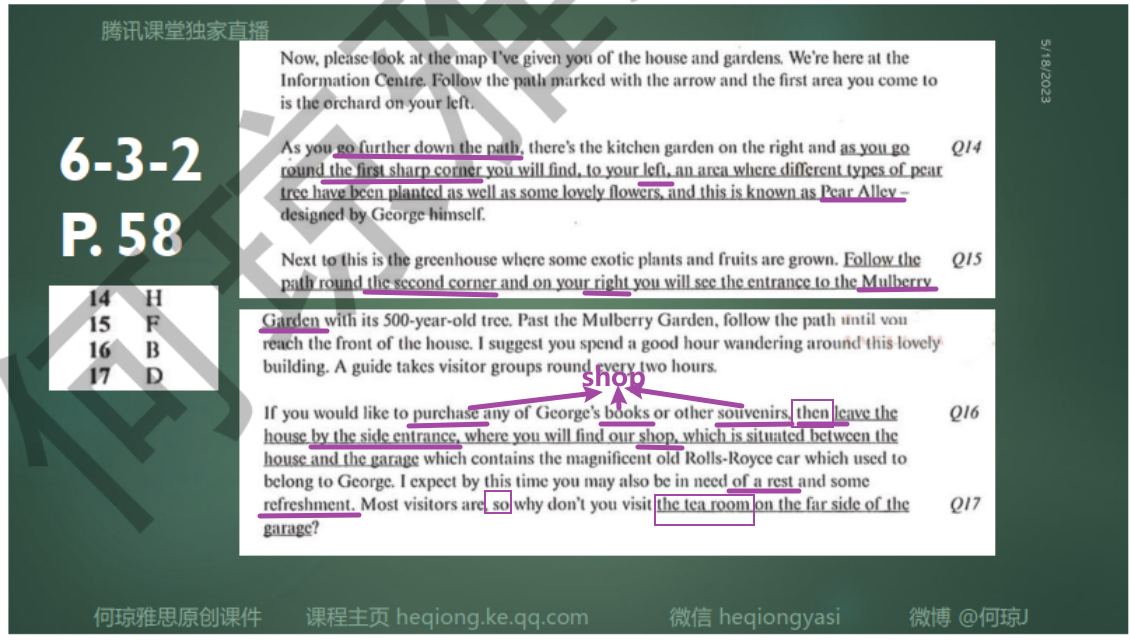 腾讯课堂独家直播
5/18/2023
6-3-2
P. 58
14 H
15 F
16 B
17 D
Now, please look at the map I've given you of the house and gardens. We're here at the
Information Centre. Follow the path marked with the arrow and the first area you come to
is the orchard on your left.
As you go further down the path, there's the kitchen garden on the right and as you go Q14
round the first sharp corner you will find, to your left, an area where different types of pear
tree have been planted as well as some lovely flowers, and this is known as Pear Alley –
designed by George himself.
Next to this is the greenhouse where some exotic plants and fruits are grown. Follow the Q15
path round the second corner and on your right you will see the entrance to the Mulberry
Garden with its 500-year-old tree. Past the Mulberry Garden, follow the path until you
reach the front of the house. I suggest you spend a good hour wandering around this lovely
building. A guide takes visitor groups round every two hours.
shop
If you would like to purchase any of George's books or other souvenirs, then leave the Q16
house by the side entrance, where you will find our shop, which is situated between the
house and the garage which contains the magnificent old Rolls-Royce car which used to
belong to George. I expect by this time you may also be in need of a rest and some
refreshment. Most visitors are, so why don't you visit the tea room on the far side of the Q17
garage?
何琼雅思原创课件 课程主页 heqiong.ke.qq.com 微信 heqiongyasi 微博 @何琼J
何琼雅